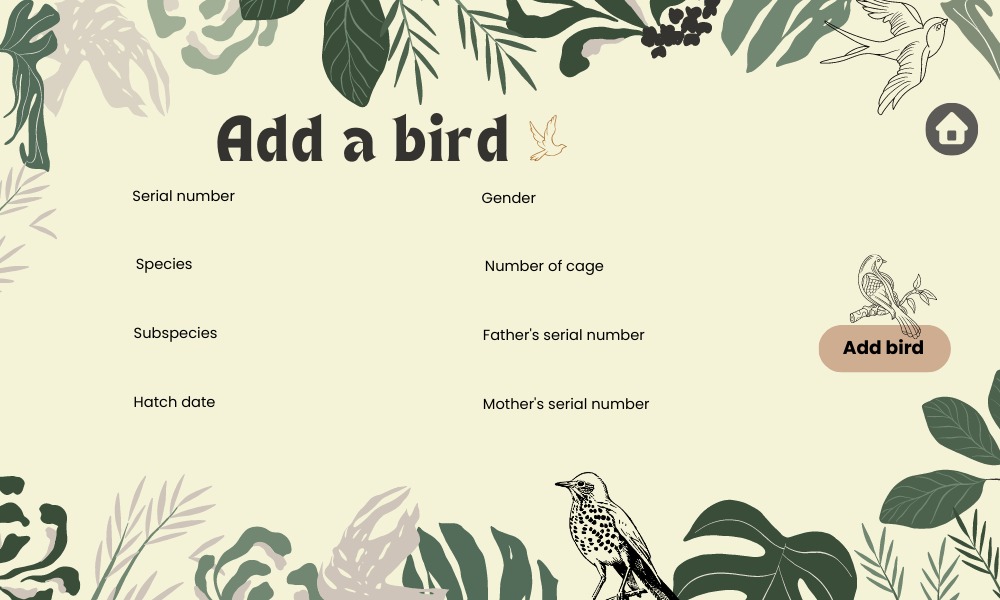 Add a bird
Serial number
Gender
Species
Number of cage
Subspecies
Father's serial number
Add bird
Hatch date
Mother's serial number